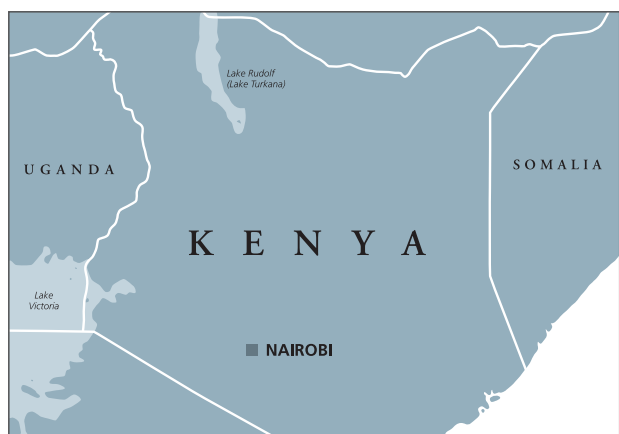 Lake Rudolf
(Lake Turkana)
UGANDA
SOMALIA
KENYA
Lake
Victoria
NAIROBI